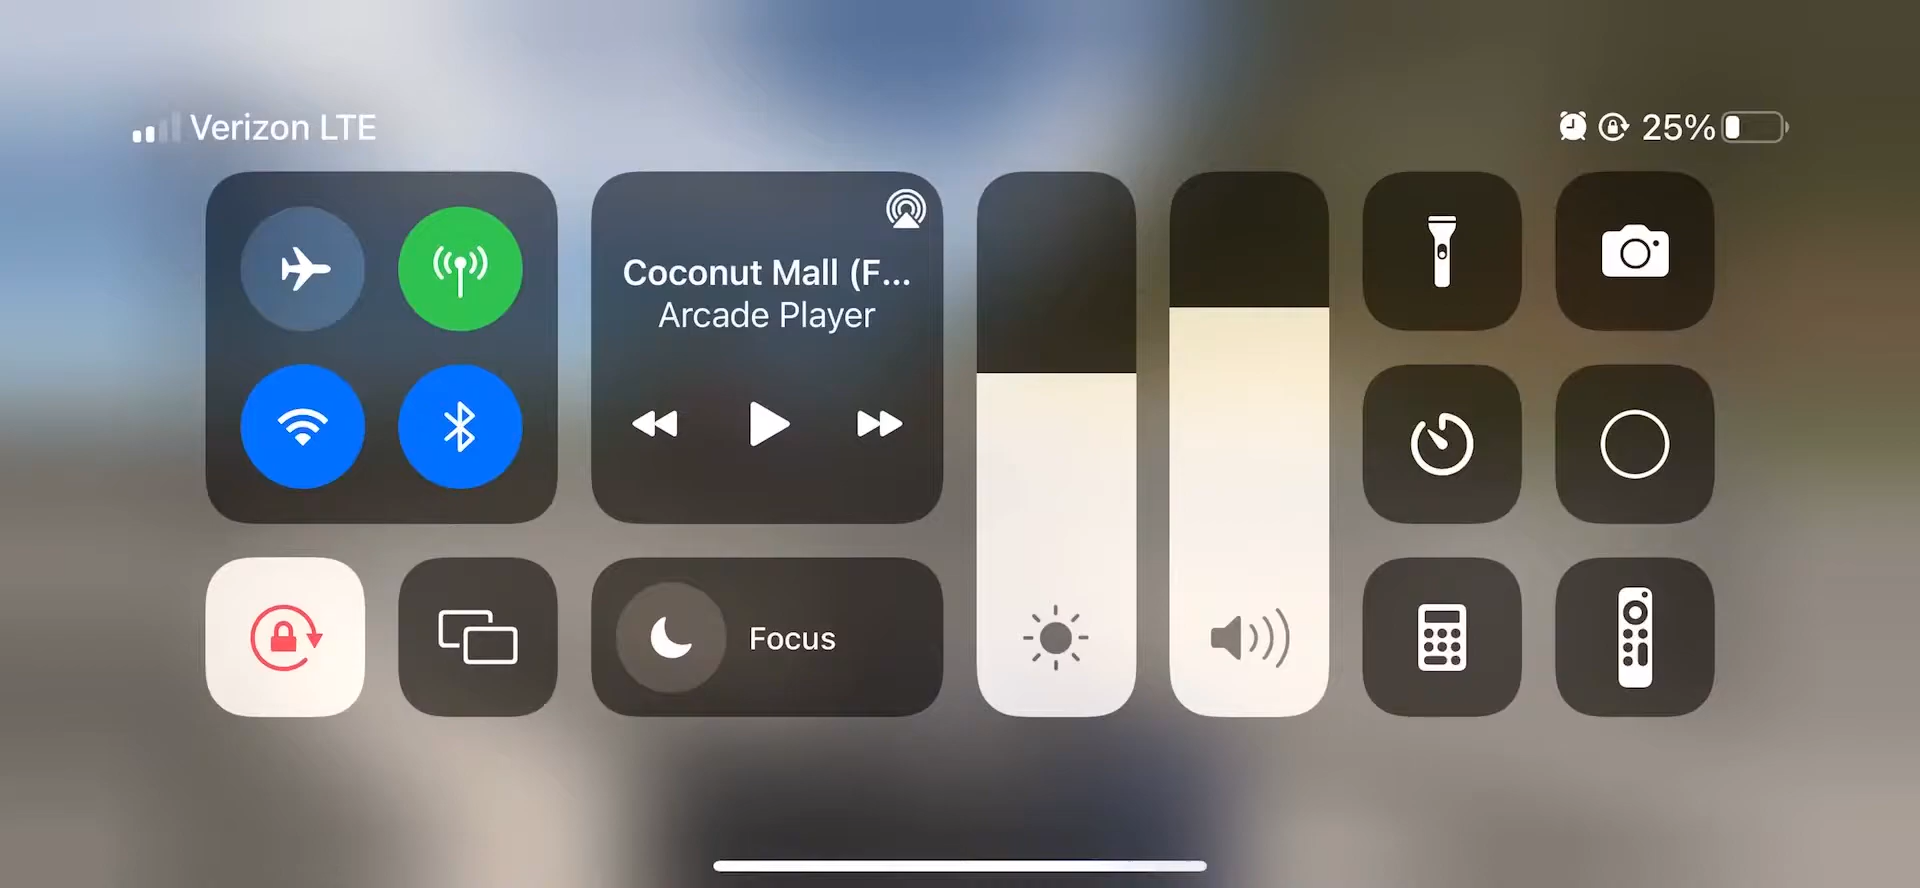 Verizon LTE
25%
Coconut Mall (F...
Arcade Player
Focus